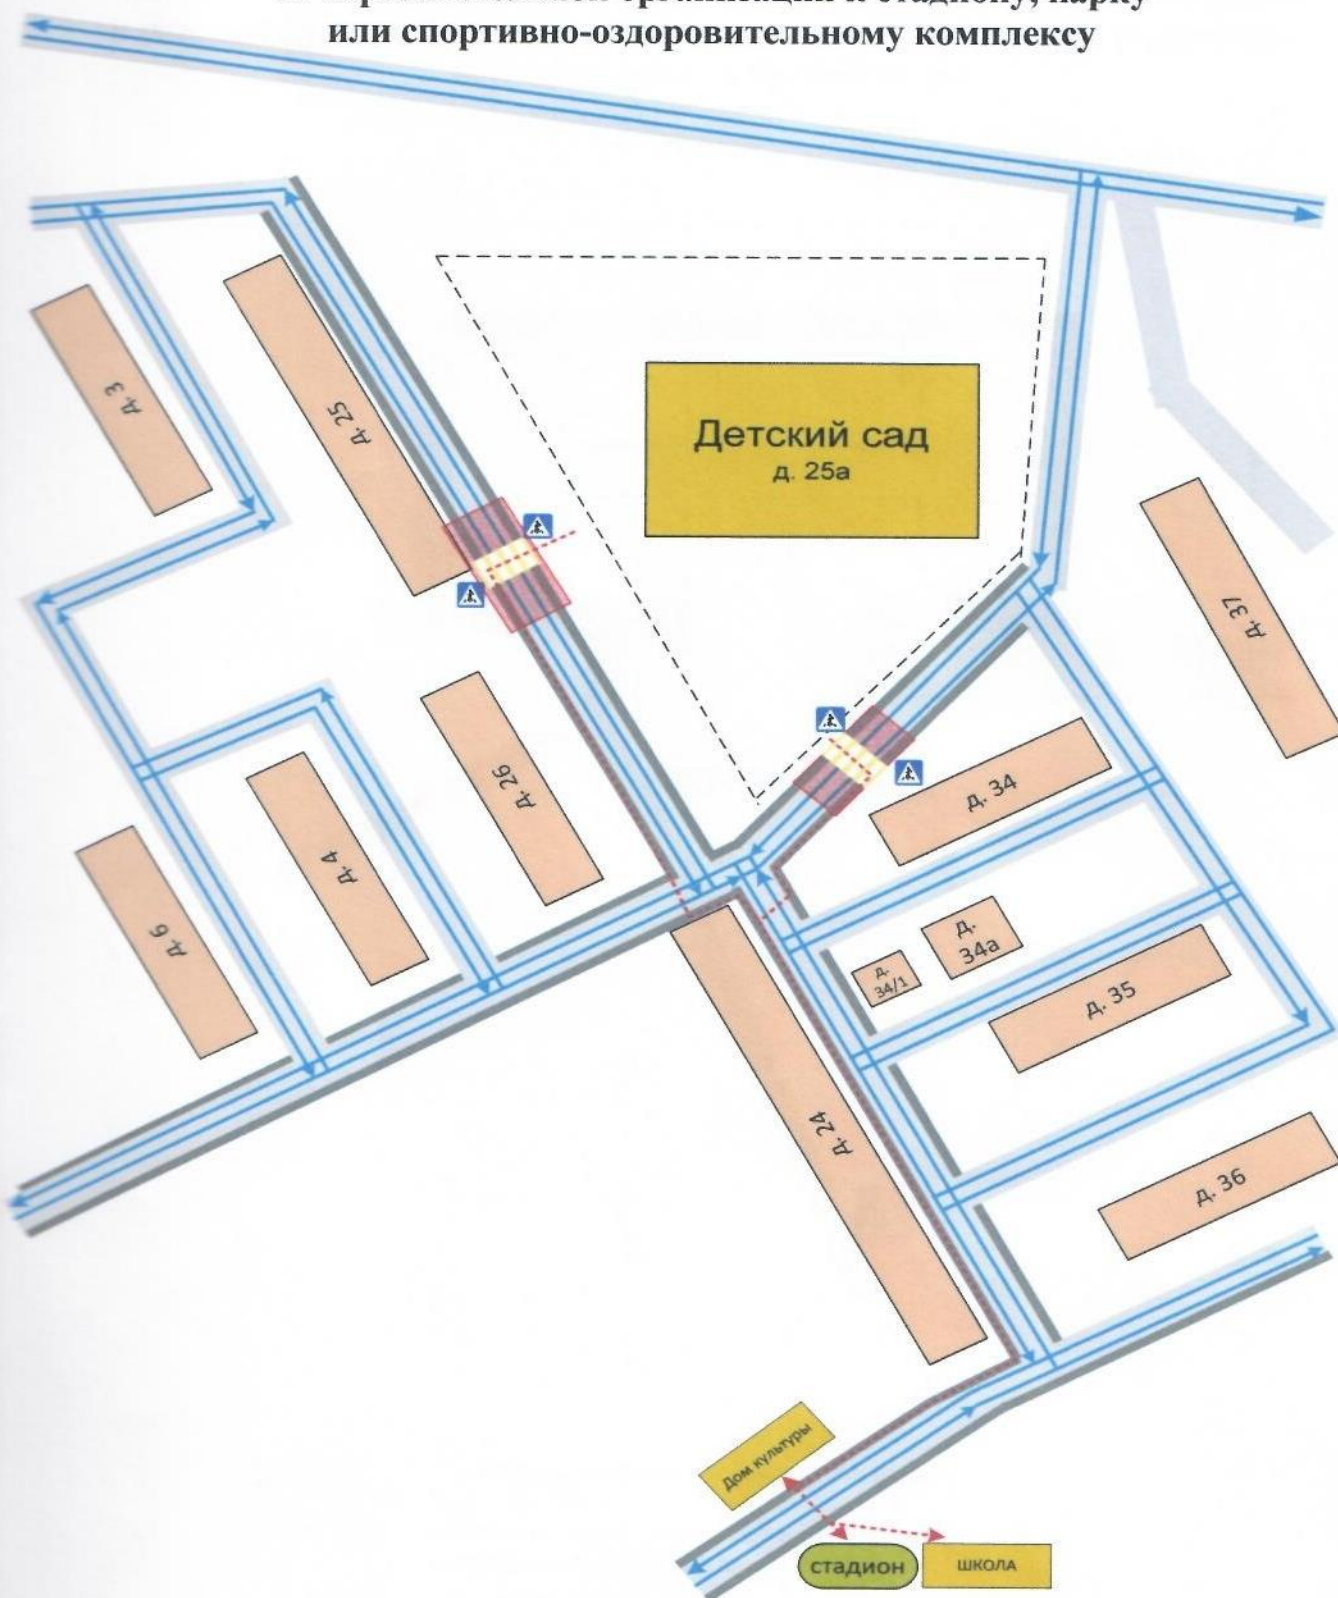 или спортивно-оздоровительному комплексу
Детский сад
д. 25а
д. 3
д. 25
д. 37
д. 34
д. 26
д. 4
д. 6
д.
34а
д.
34/1
д. 35
д. 24
д. 36
Дом культуры
стадион
ШКОЛА